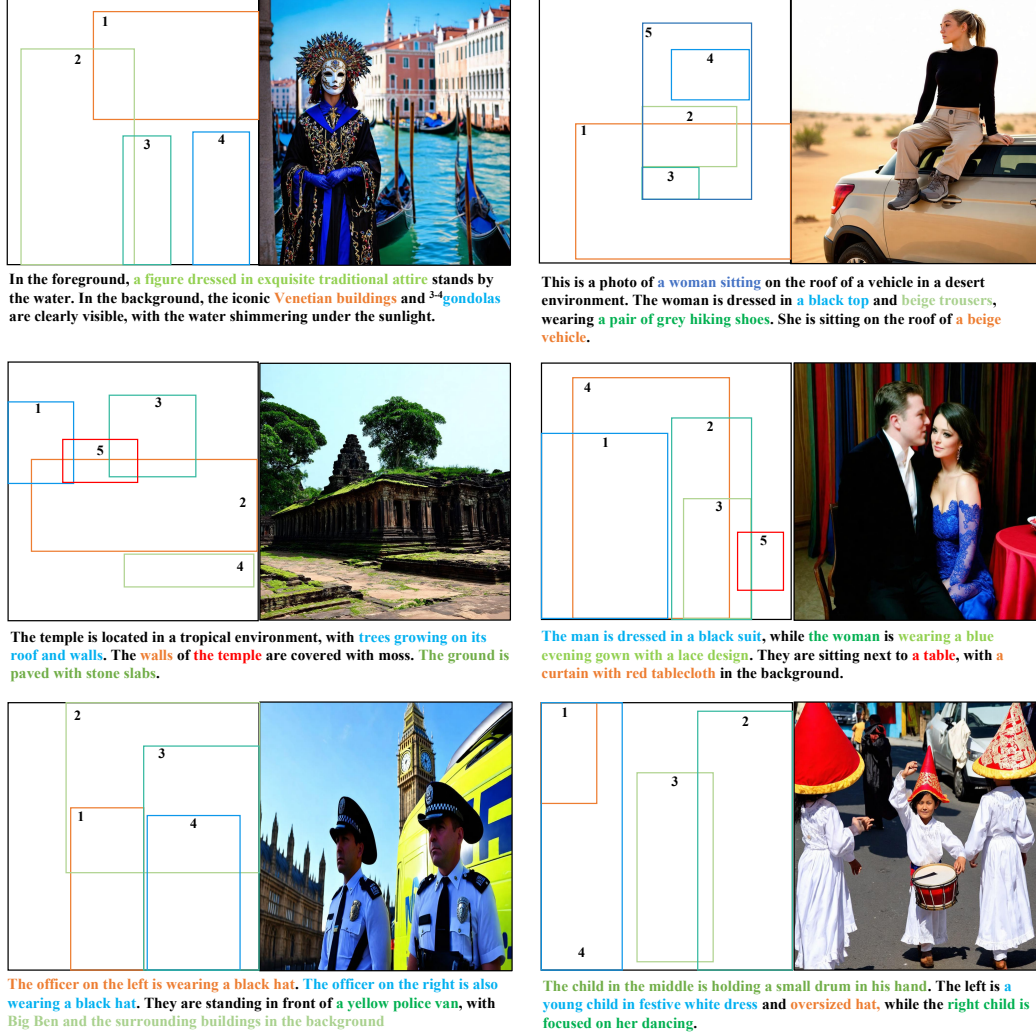 1
2
3
4
In the foreground, a figure dressed in exquisite traditional attire stands by
the water. In the background, the iconic Venetian buildings and 3-4gondolas
are clearly visible, with the water shimmering under the sunlight.
5
4
2
1
3
This is a photo of a woman sitting on the roof of a vehicle in a desert
environment. The woman is dressed in a black top and beige trousers,
wearing a pair of grey hiking shoes. She is sitting on the roof of a beige
vehicle.
1
3
5
2
4
The temple is located in a tropical environment, with trees growing on its
roof and walls. The walls of the temple are covered with moss. The ground is
paved with stone slabs.
4
2
1
3
5
The man is dressed in a black suit, while the woman is wearing a blue
evening gown with a lace design. They are sitting next to a table, with a
curtain with red tablecloth in the background.
2
3
1
4
The officer on the left is wearing a black hat. The officer on the right is also
wearing a black hat. They are standing in front of a yellow police van, with
Big Ben and the surrounding buildings in the background
1
2
3
4
The child in the middle is holding a small drum in his hand. The left is a
young child in festive white dress and oversized hat, while the right child is
focused on her dancing.